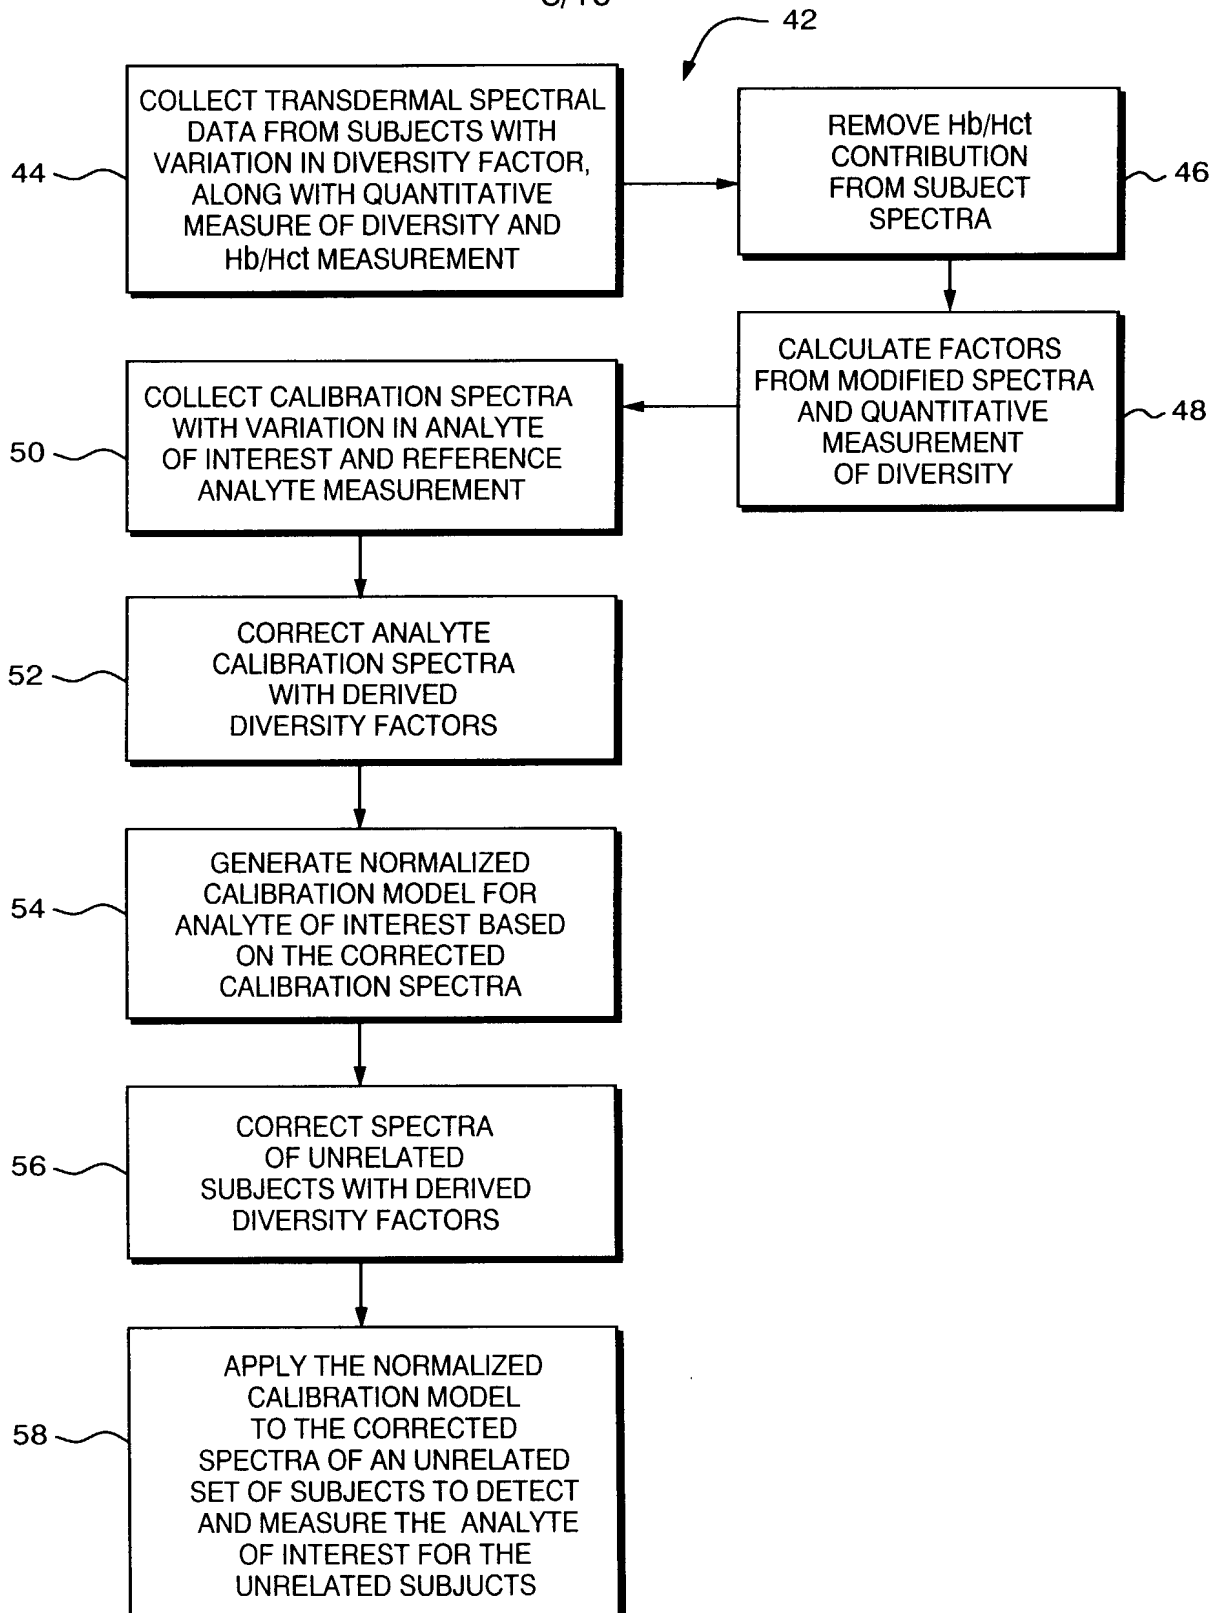 42
COLLECT TRANSDERMAL SPECTRAL
DATA FROM SUBJECTS WITH
VARIATION IN DIVERSITY FACTOR,
ALONG WITH QUANTITATIVE
MEASURE OF DIVERSITY AND
Hb/Hct MEASUREMENT
44
REMOVE Hb/Hct
CONTRIBUTION
FROM SUBJECT
SPECTRA
46
CALCULATE FACTORS
FROM MODIFIED SPECTRA
AND QUANTITATIVE
MEASUREMENT
OF DIVERSITY
48
COLLECT CALIBRATION SPECTRA
WITH VARIATION IN ANALYTE
OF INTEREST AND REFERENCE
ANALYTE MEASUREMENT
50
CORRECT ANALYTE
CALIBRATION SPECTRA
WITH DERIVED
DIVERSITY FACTORS
52
GENERATE NORMALIZED
CALIBRATION MODEL FOR
ANALYTE OF INTEREST BASED
ON THE CORRECTED
CALIBRATION SPECTRA
54
CORRECT SPECTRA
OF UNRELATED
SUBJECTS WITH DERIVED
DIVERSITY FACTORS
56
APPLY THE NORMALIZED
CALIBRATION MODEL
TO THE CORRECTED
SPECTRA OF AN UNRELATED
SET OF SUBJECTS TO DETECT
AND MEASURE THE ANALYTE
OF INTEREST FOR THE
UNRELATED SUBJUCTS
58